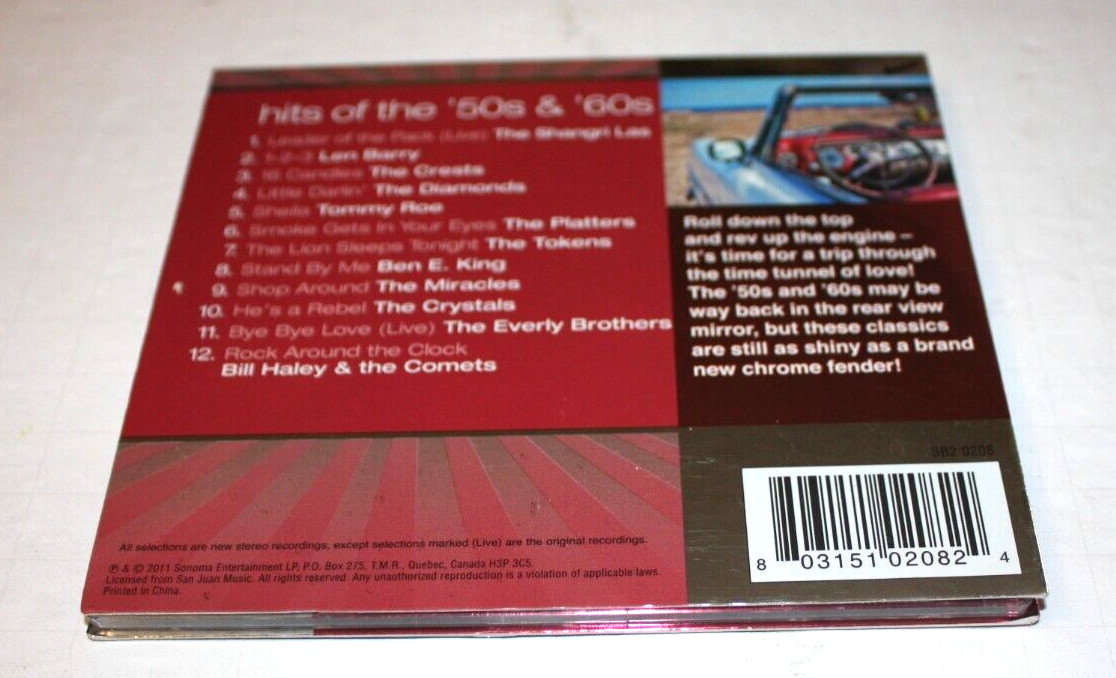 hits of the '50s & '60s
1. Leader of the Pack (Live) The Shangri Las
2. 1-2-3 Len Barry
3. 16 Candles The Crests
4. Little Darlin' The Diamonds
5. Sheila Tommy Roe
6. Smoke Gets In Your Eyes The Platters
7. The Lion Sleeps Tonight The Tokens
8. Stand By Me Ben E. King
9. Shop Around The Miracles
10. He's a Rebel The Crystals
11. Bye Bye Love (Live) The Everly Brothers
12. Rock Around the Clock
Bill Haley & the Comets
Roll down the top
and rev up the engine –
it's time for a trip through
the time tunnel of love!
The '50s and '60s may be
way back in the rear view
mirror, but these classics
are still as shiny as a brand
new chrome fender!
SB2 0208
8 03151 02082 4
All selections are new stereo recordings, except selections marked (Live) are the original recordings.
℗ & © 2011 Sonoma Entertainment LP, P.O. Box 275, T.M.R., Quebec, Canada H3P 3C5.
Licensed from San Juan Music. All rights reserved. Any unauthorized reproduction is a violation of applicable laws.
Printed in China.